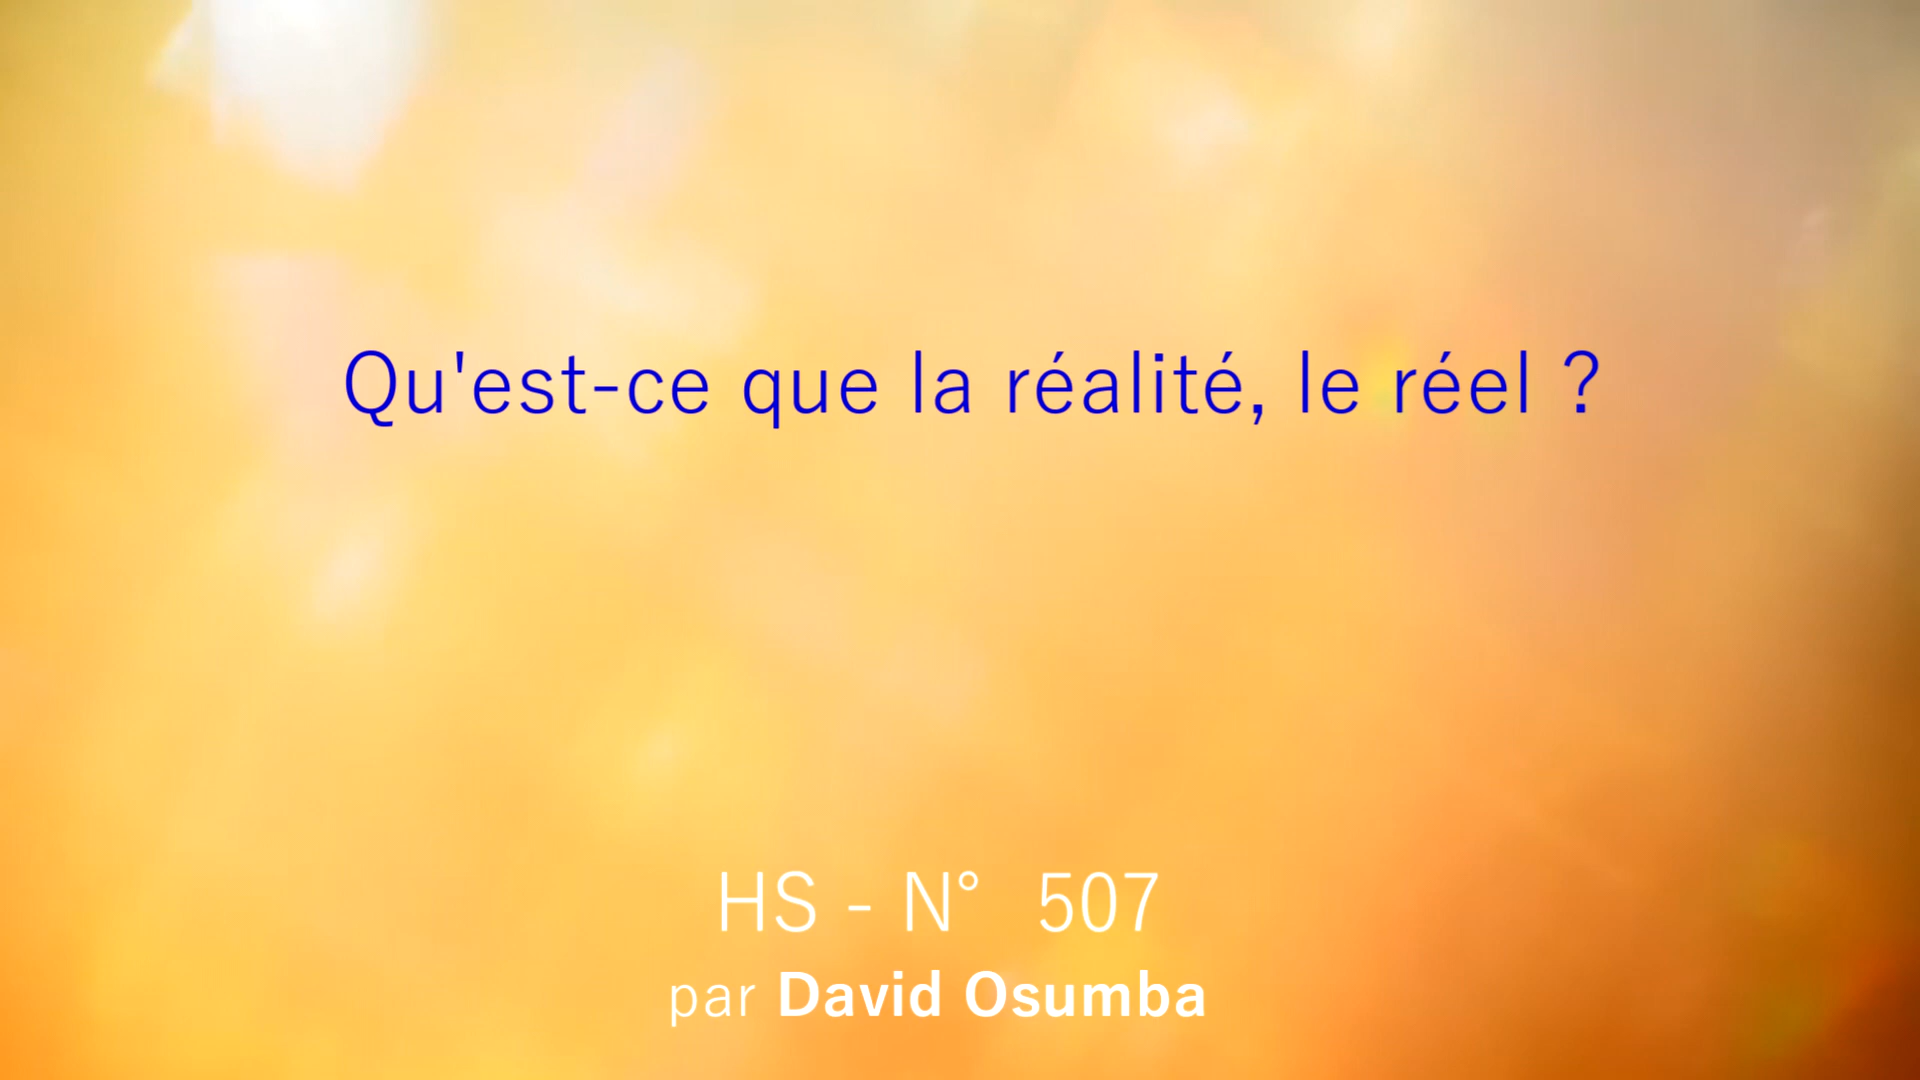 Qu'est-ce que la réalité, le réel ?
HS - N° 507
par David Osumba